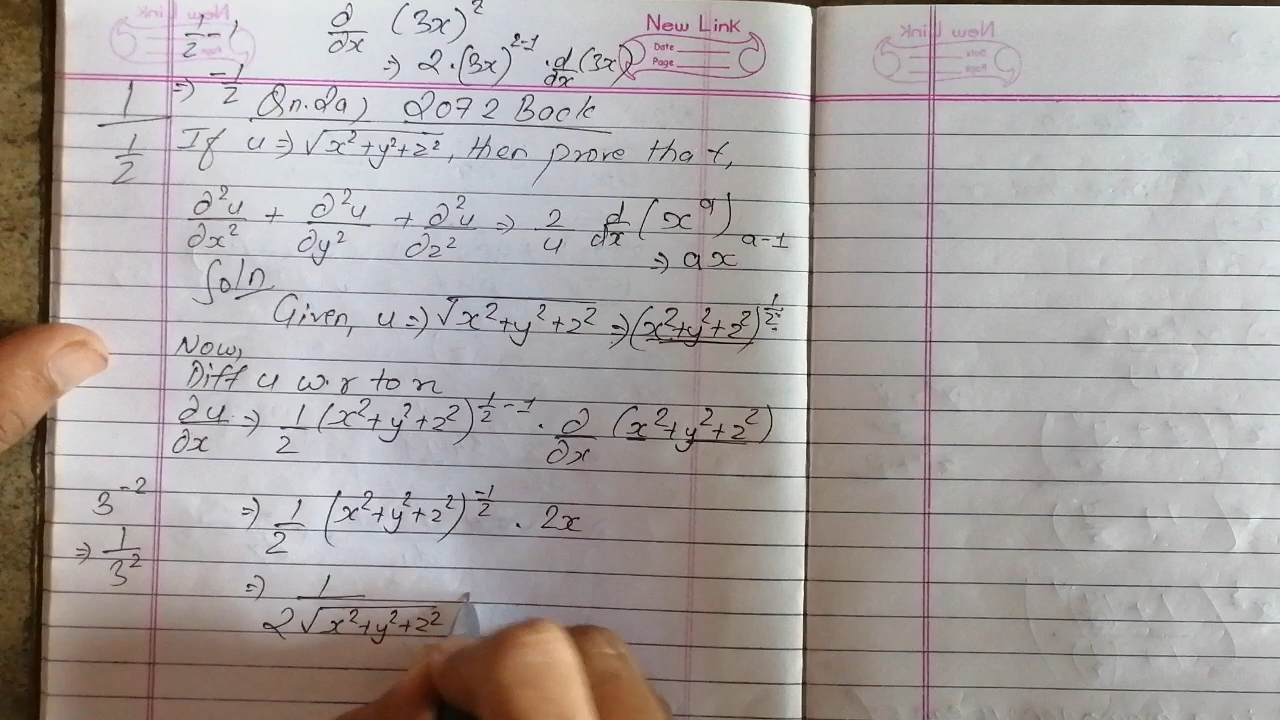 New Link
Date
Page
1/2 - 1
∂/∂x (3x)²
⇒ 2·(3x)²⁻¹ · d/dx (3x)
⇒ -1/2
Qn. 2a) 2072 Back
1
1/2
If u ⇒ √x²+y²+z², then prove that,
∂²u/∂x² + ∂²u/∂y² + ∂²u/∂z² ⇒ 2/u d/dx (xᵃ)
⇒ ax ᵃ⁻¹
Soln
Given, u ⇒ √x²+y²+z² ⇒ (x²+y²+z²)^1/2
Now,
Diff u w.r to x
∂u/∂x ⇒ 1/2 (x²+y²+z²)^1/2-1 · ∂/∂x (x²+y²+z²)
3⁻²
⇒ 1/2 (x²+y²+z²)^-1/2 . 2x
⇒ 1/3²
⇒ 1/2√x²+y²+z²